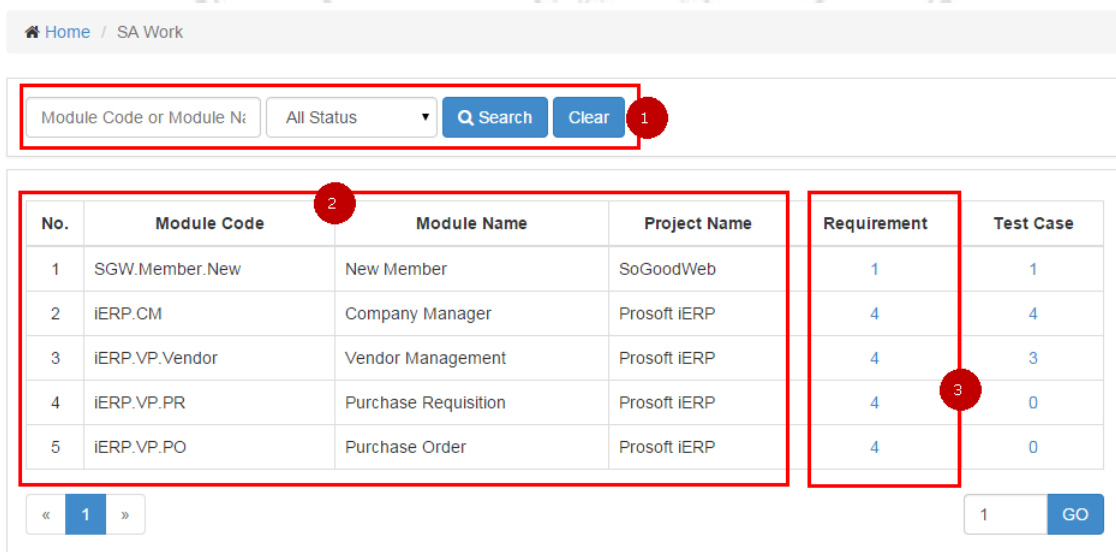 Home / SA Work
Module Code or Module Na All Status Search Clear 1
2
No. Module Code Module Name Project Name Requirement Test Case
1 SGW.Member.New New Member SoGoodWeb 1 1
2 iERP.CM Company Manager Prosoft iERP 4 4
3 iERP.VP.Vendor Vendor Management Prosoft iERP 4 3
3
4 iERP.VP.PR Purchase Requisition Prosoft iERP 4 0
5 iERP.VP.PO Purchase Order Prosoft iERP 4 0
« 1 » 1 GO